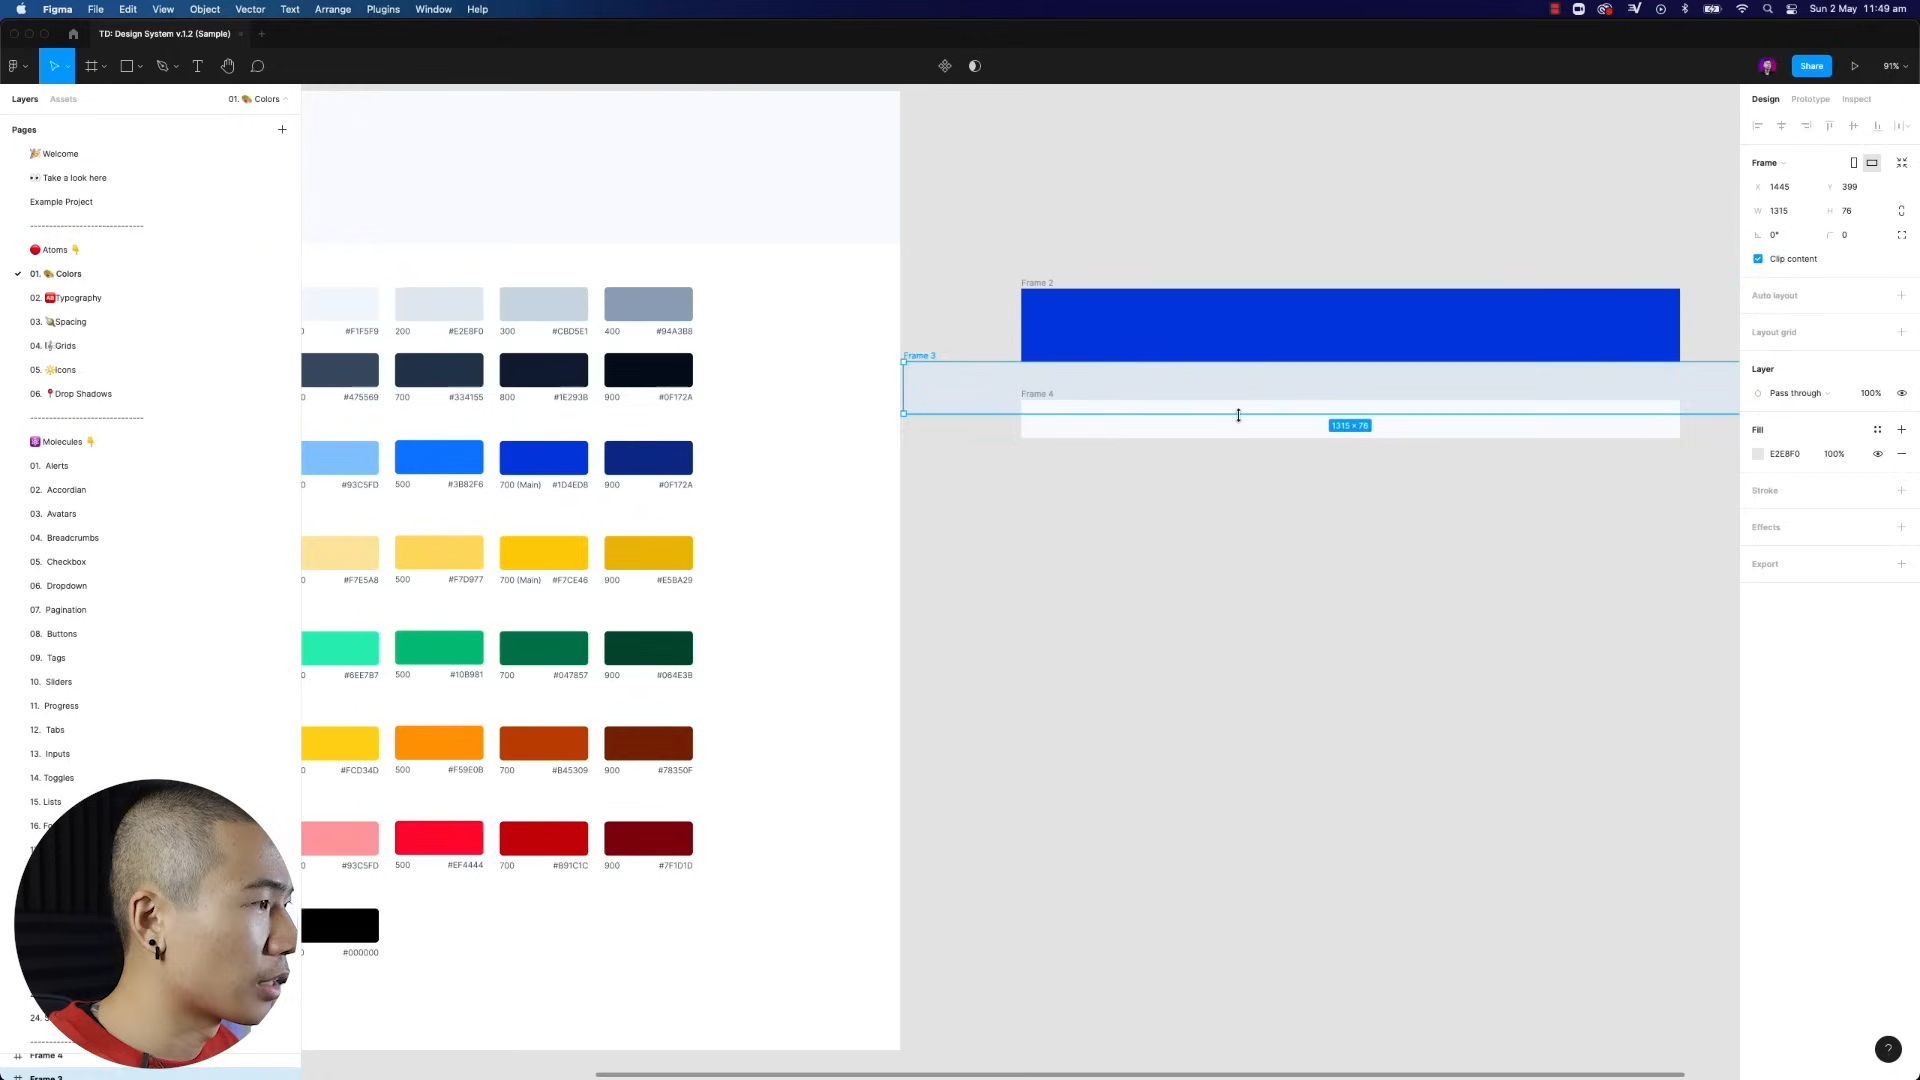 Figma File Edit View Object Vector Text Arrange Plugins Window Help
Sun 2 May 11:49 am
TD: Design System v.1.2 (Sample)
Share
91%
Layers Assets
01. 🎨 Colors
Pages
🎉 Welcome
👀 Take a look here
Example Project
------------------------------
🔴 Atoms 👇
01. 🎨 Colors
02. 🆎Typography
03. Spacing
04. 🎼Grids
05. Icons
06. 📍Drop Shadows
------------------------------
⚛️ Molecules 👇
01. Alerts
02. Accordian
03. Avatars
04. Breadcrumbs
05. Checkbox
06. Dropdown
07. Pagination
08. Buttons
09. Tags
10. Sliders
11. Progress
12. Tabs
13. Inputs
14. Toggles
15. Lists
16.
24.
Frame 4
Frame 3
#F1F5F9 200 #E2E8F0 300 #CBD5E1 400 #94A3B8
#475569 700 #334155 800 #1E293B 900 #0F172A
#93C5FD 500 #3B82F6 700 (Main) #1D4ED8 900 #0F172A
#F7E5A8 500 #F7D977 700 (Main) #F7CE46 900 #E5BA29
#6EE7B7 500 #10B981 700 #047857 900 #064E3B
#FCD34D 500 #F59E0B 700 #B45309 900 #78350F
#93C5FD 500 #EF4444 700 #B91C1C 900 #7F1D1D
#000000
Frame 2
Frame 3
Frame 4
1315 × 76
Design Prototype Inspect
Frame
X 1445 Y 399
W 1315 H 76
0° 0
Clip content
Auto layout
Layout grid
Layer
Pass through 100%
Fill
E2E8F0 100%
Stroke
Effects
Export
?